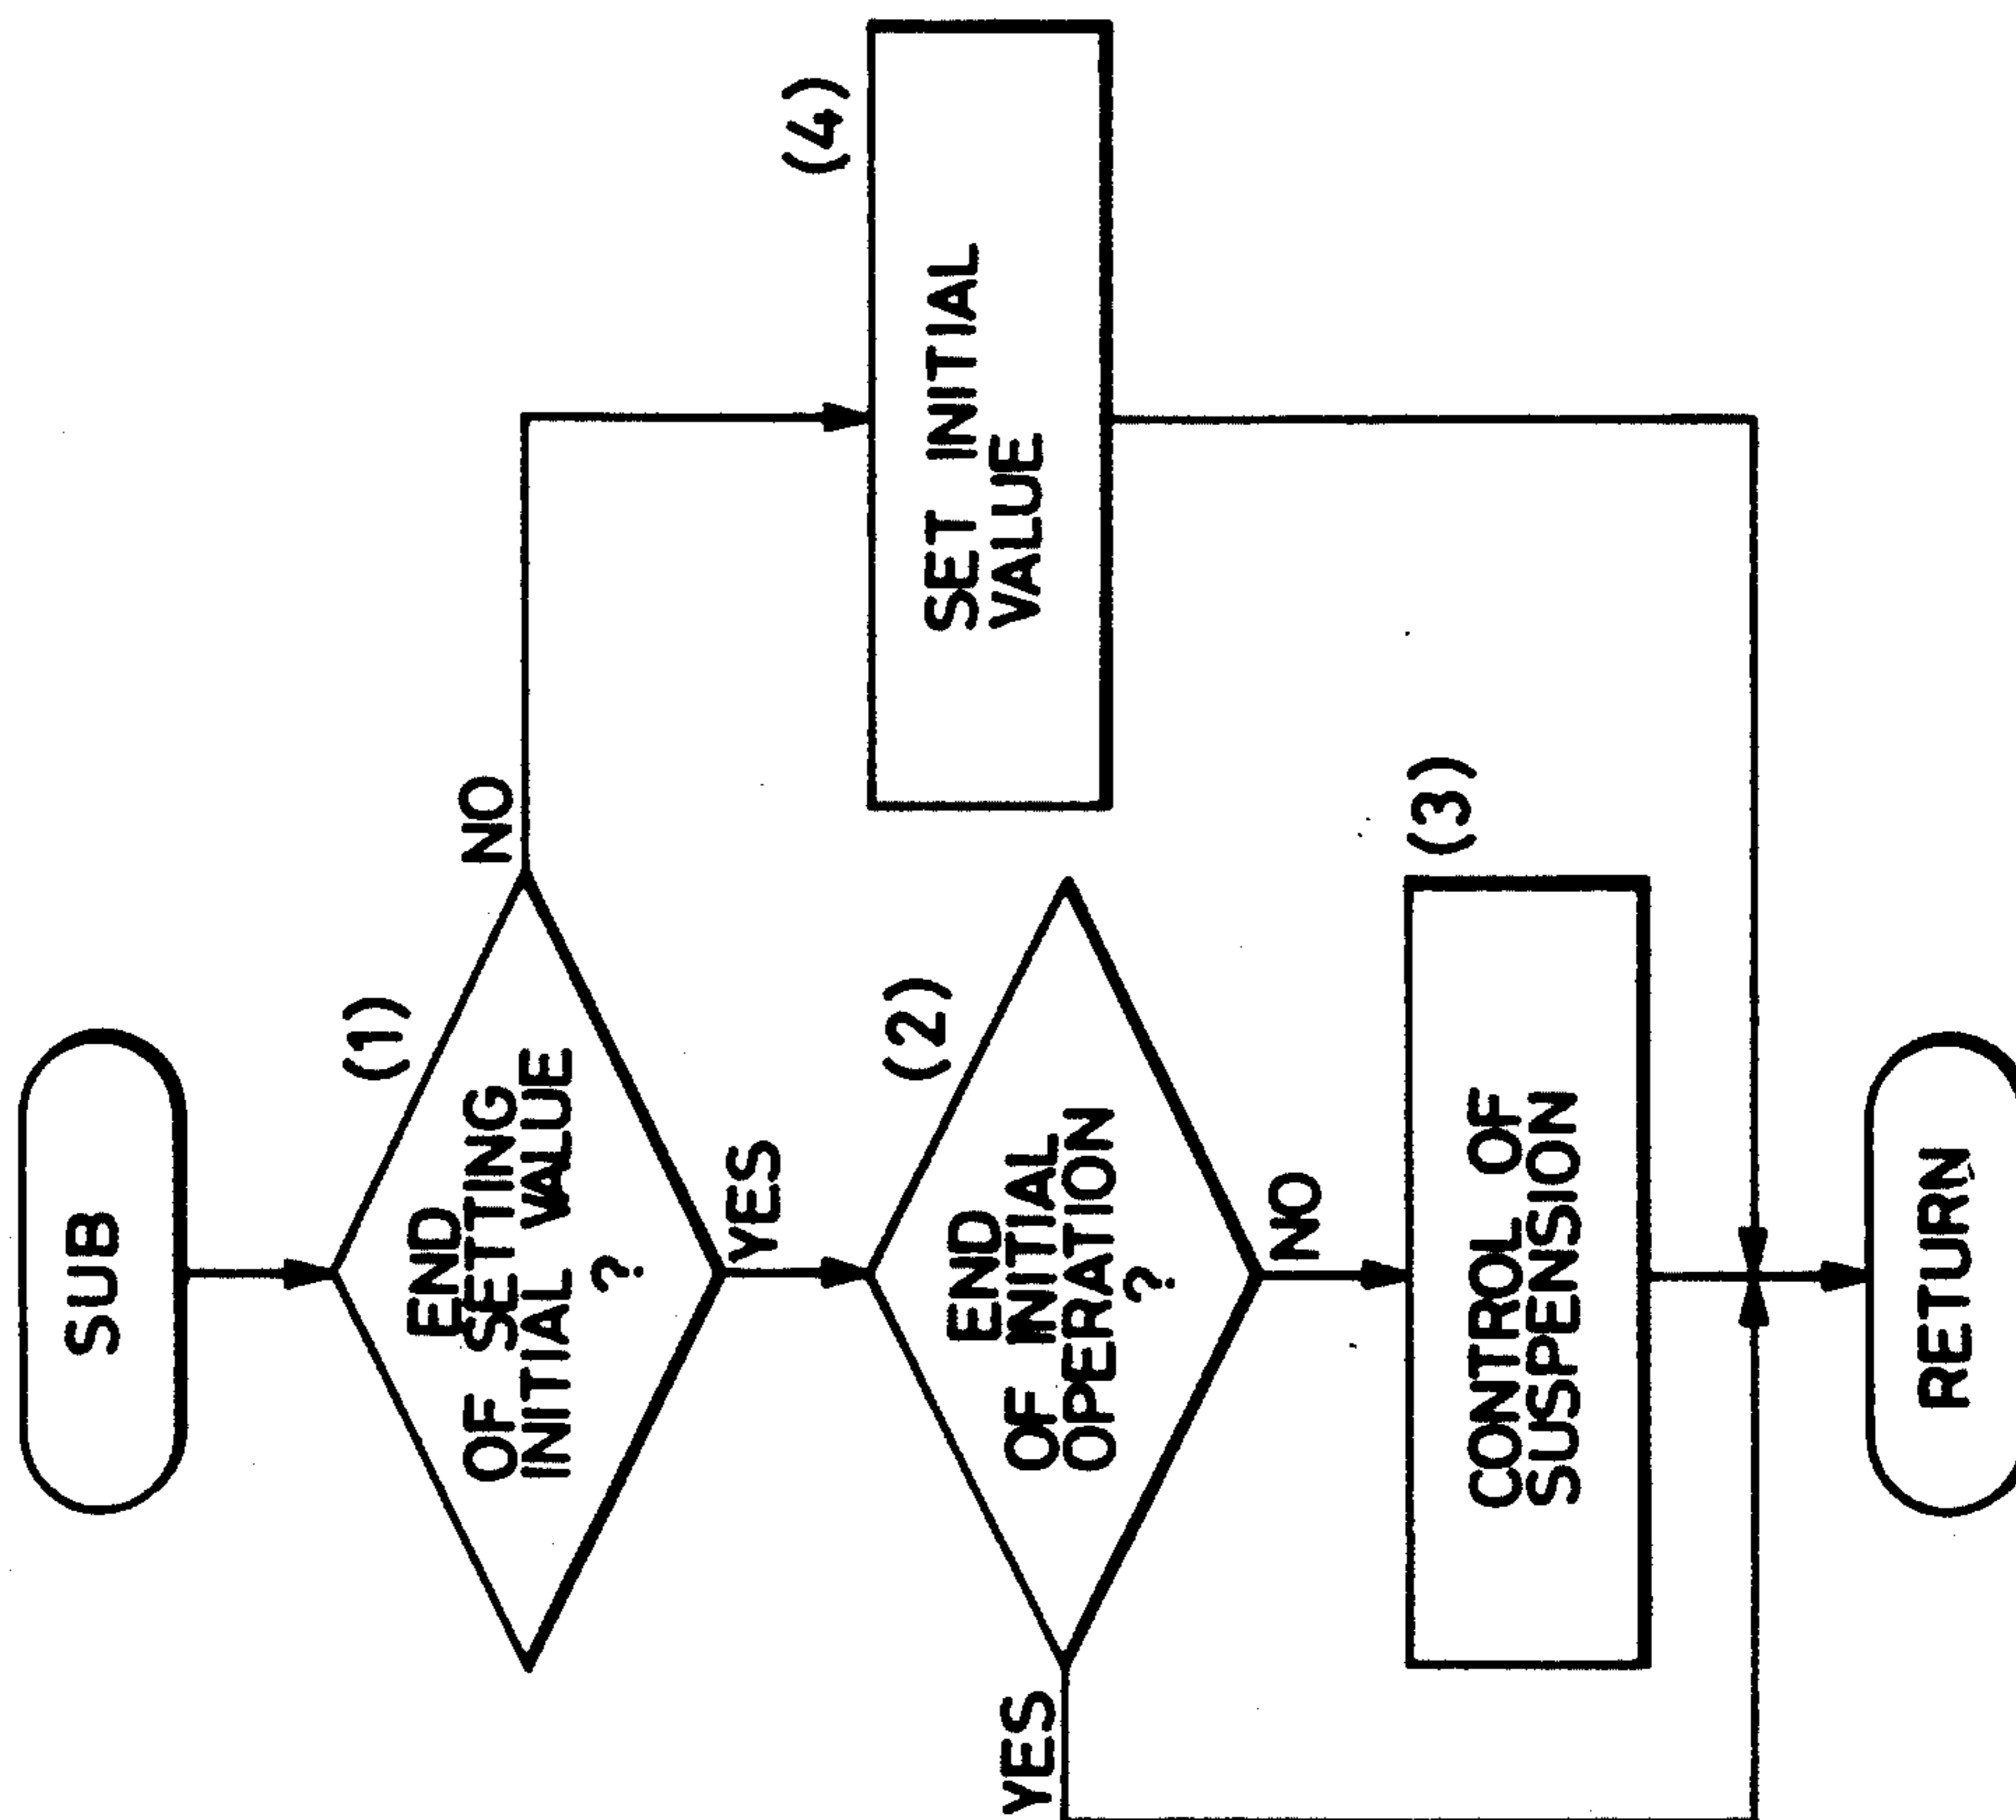 SUB
(1)
END
OF SETTING
INITIAL VALUE
?
NO
YES
(2)
END
OF INITIAL
OPERATION
?
YES
NO
(3)
CONTROL OF
SUSPENSION
(4)
SET INITIAL
VALUE
RETURN